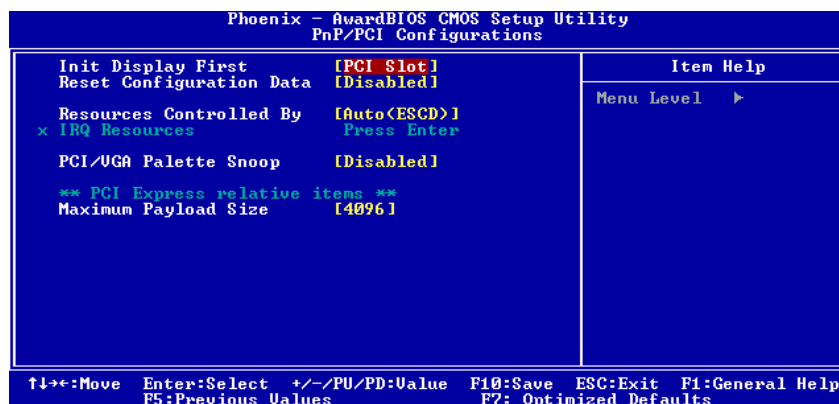 Phoenix - AwardBIOS CMOS Setup Utility
PnP/PCI Configurations
Init Display First [PCI Slot]
Reset Configuration Data [Disabled]
Resources Controlled By [Auto(ESCD)]
x IRQ Resources Press Enter
PCI/VGA Palette Snoop [Disabled]
** PCI Express relative items **
Maximum Payload Size [4096]
Item Help
Menu Level ►
↑↓→←:Move Enter:Select +/-/PU/PD:Value F10:Save ESC:Exit F1:General Help
F5:Previous Values F7: Optimized Defaults